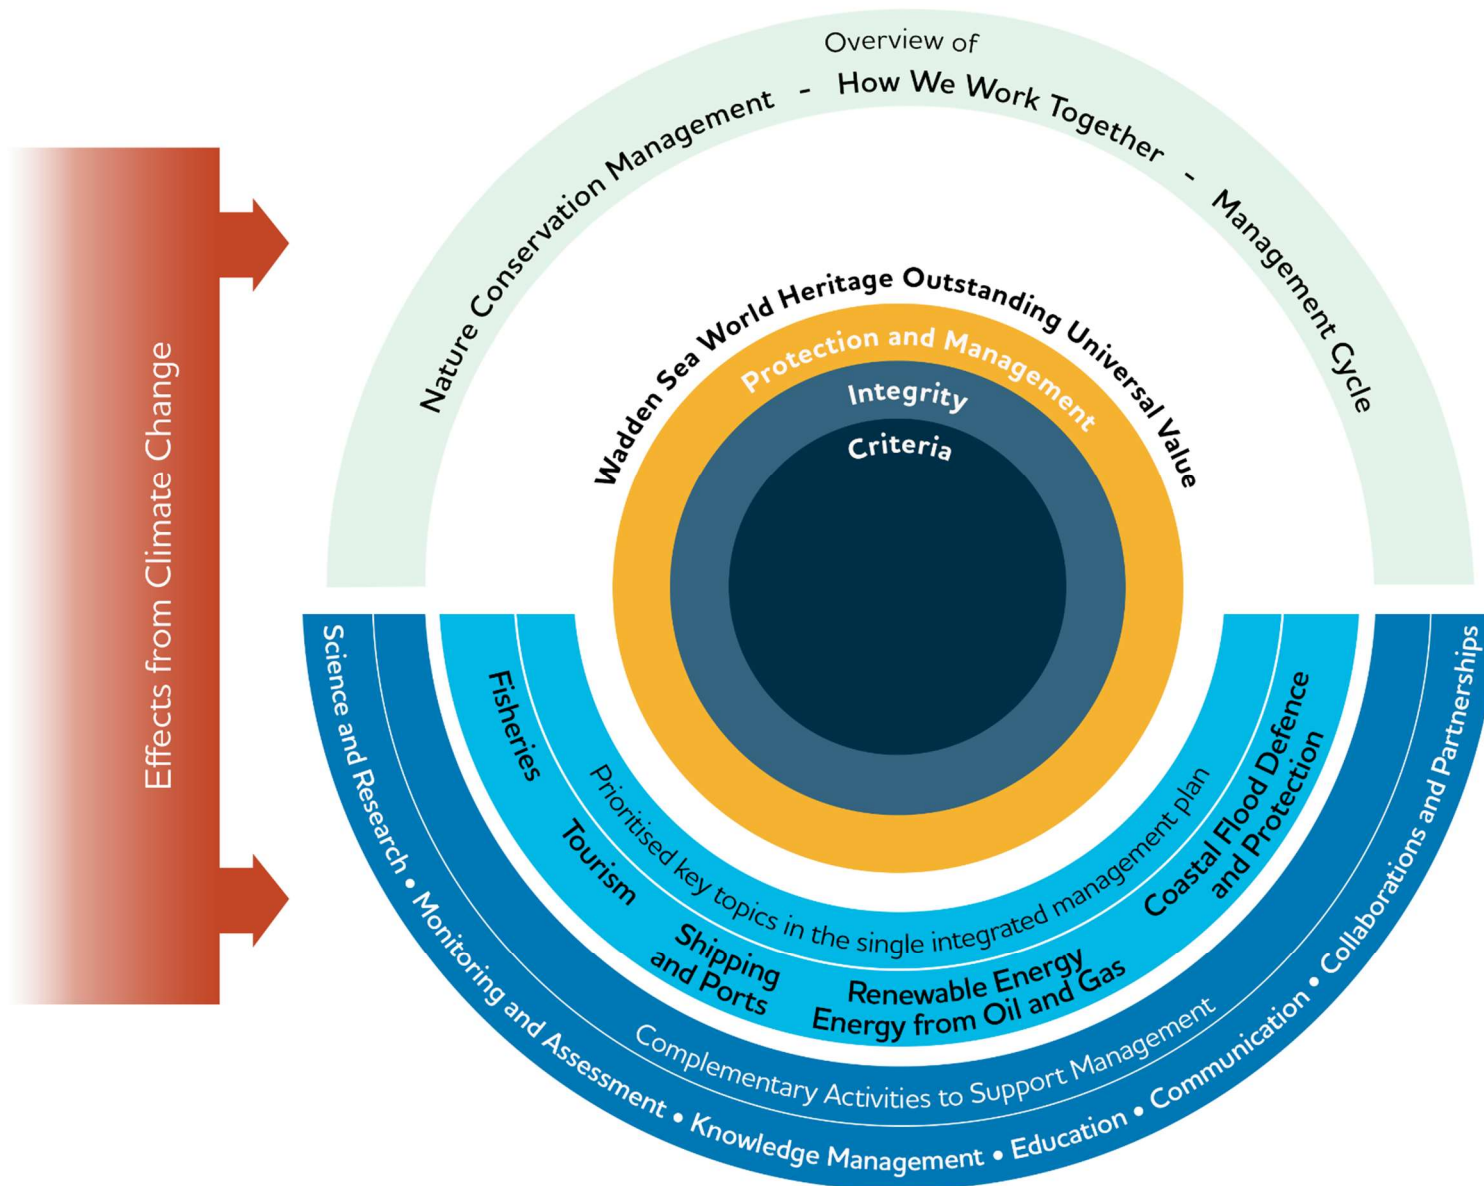 Overview of
Nature Conservation Management - How We Work Together - Management Cycle
Effects from Climate Change
Wadden Sea World Heritage Outstanding Universal Value
Protection and Management
Integrity
Criteria
Prioritised key topics in the single integrated management plan
Fisheries
Tourism
Shipping
and Ports
Renewable Energy
Energy from Oil and Gas
Coastal Flood Defence
and Protection
Complementary Activities to Support Management
Science and Research • Monitoring and Assessment • Knowledge Management • Education • Communication • Collaborations and Partnerships